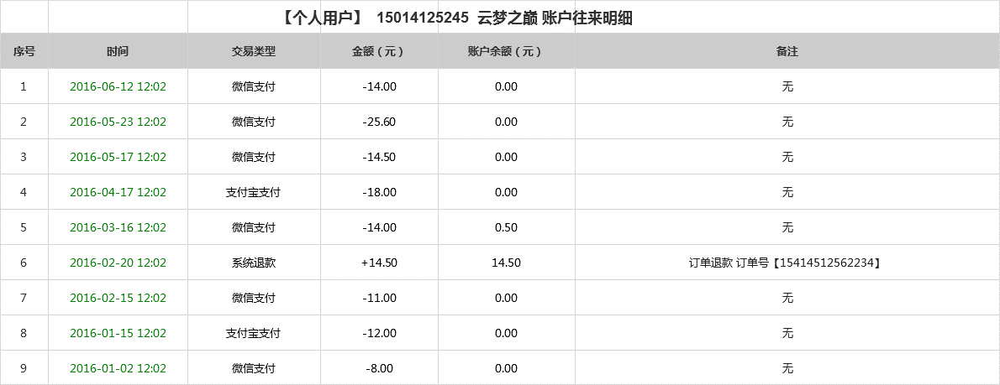 【个人用户】 15014125245 云梦之巅 账户往来明细
序号 时间 交易类型 金额（元） 账户余额（元） 备注
1 2016-06-12 12:02 微信支付 -14.00 0.00 无
2 2016-05-23 12:02 微信支付 -25.60 0.00 无
3 2016-05-17 12:02 微信支付 -14.50 0.00 无
4 2016-04-17 12:02 支付宝支付 -18.00 0.00 无
5 2016-03-16 12:02 微信支付 -14.00 0.50 无
6 2016-02-20 12:02 系统退款 +14.50 14.50 订单退款 订单号【15414512562234】
7 2016-02-15 12:02 微信支付 -11.00 0.00 无
8 2016-01-15 12:02 支付宝支付 -12.00 0.00 无
9 2016-01-02 12:02 微信支付 -8.00 0.00 无